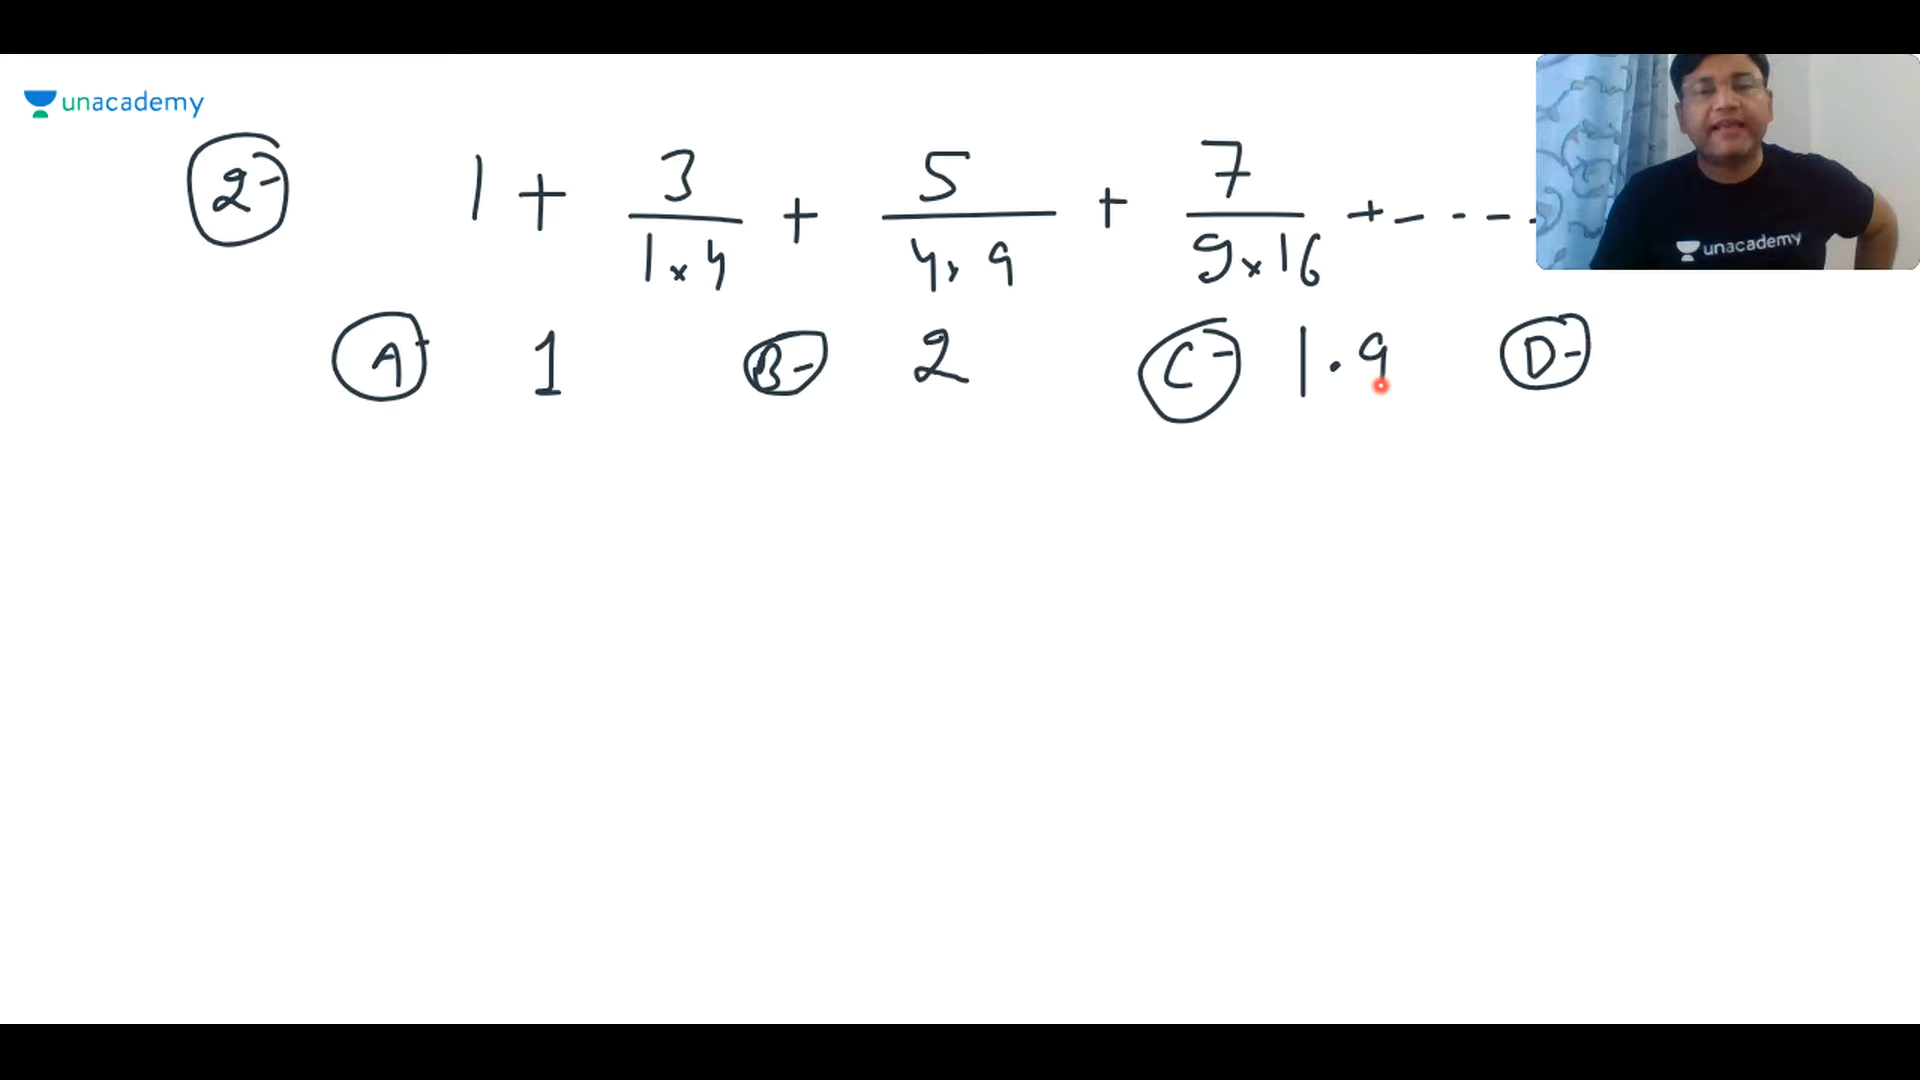 unacademy
2- 1 + 3/(1×4) + 5/(4×9) + 7/(9×16) + - - - -
A- 1 B- 2 C- 1.9 D-
unacademy